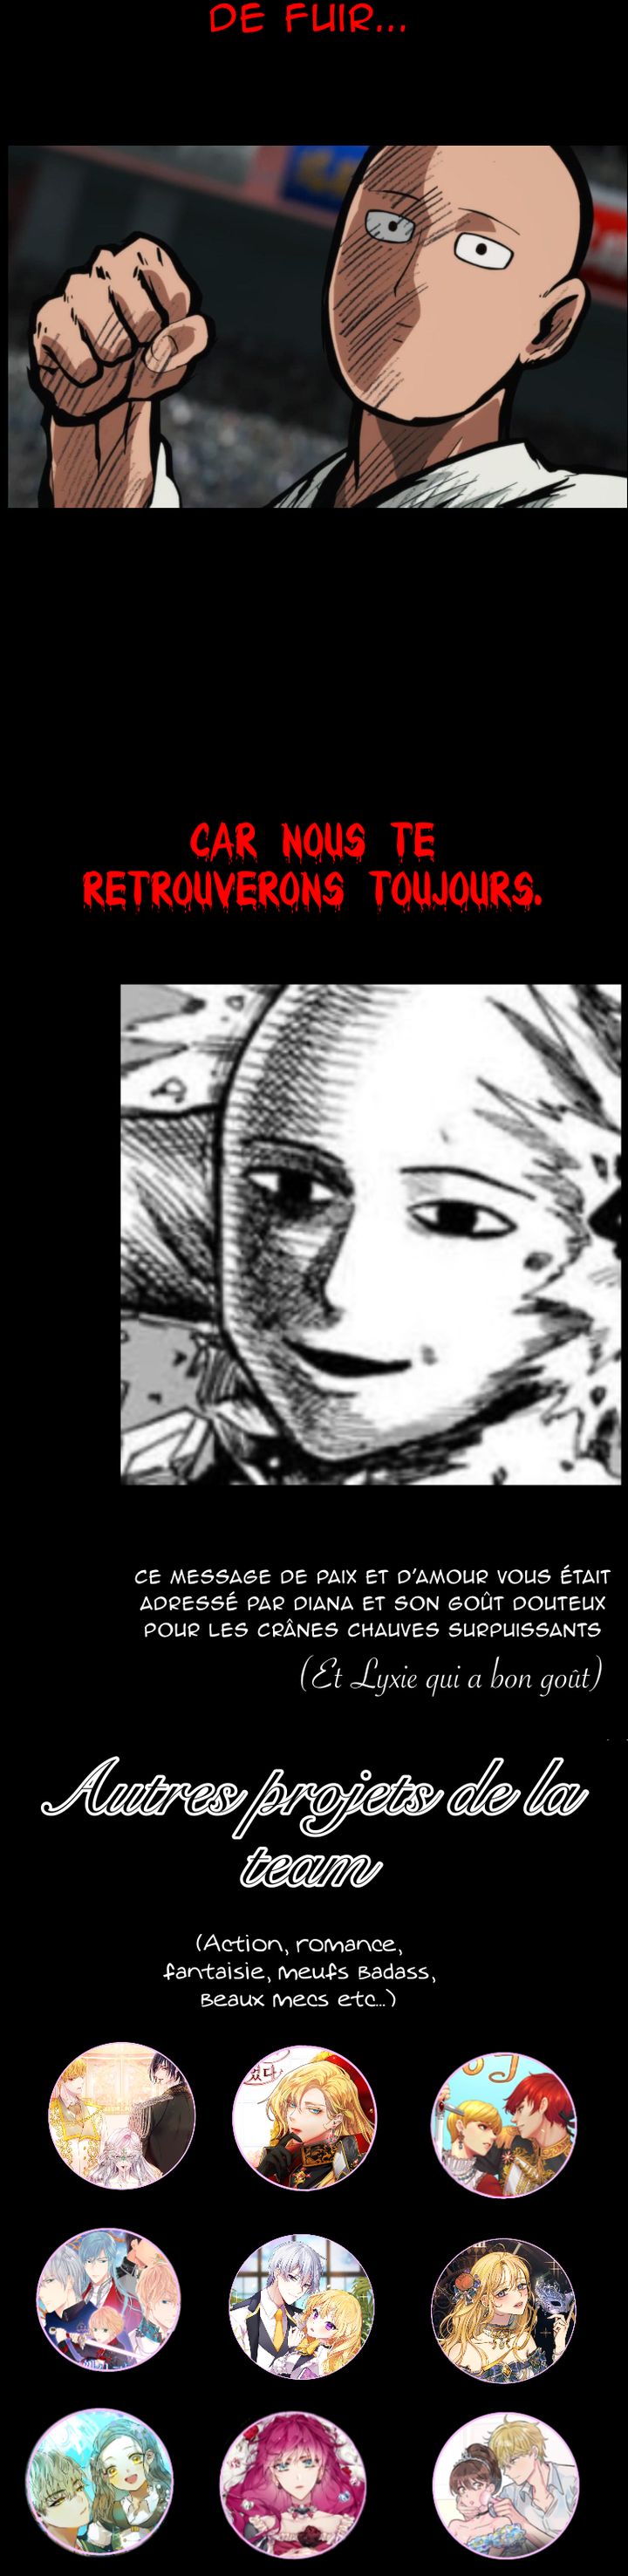 DE FUIR...
CAR NOUS TE
RETROUVERONS TOUJOURS.
CE MESSAGE DE PAIX ET D'AMOUR VOUS ÉTAIT
ADRESSÉ PAR DIANA ET SON GOÛT DOUTEUX
POUR LES CRÂNES CHAUVES SURPUISSANTS
(Et Lyxie qui a bon goût)
Autres projets de la
team
(Action, romance,
fantaisie, meufs Badass,
Beaux mecs etc...)